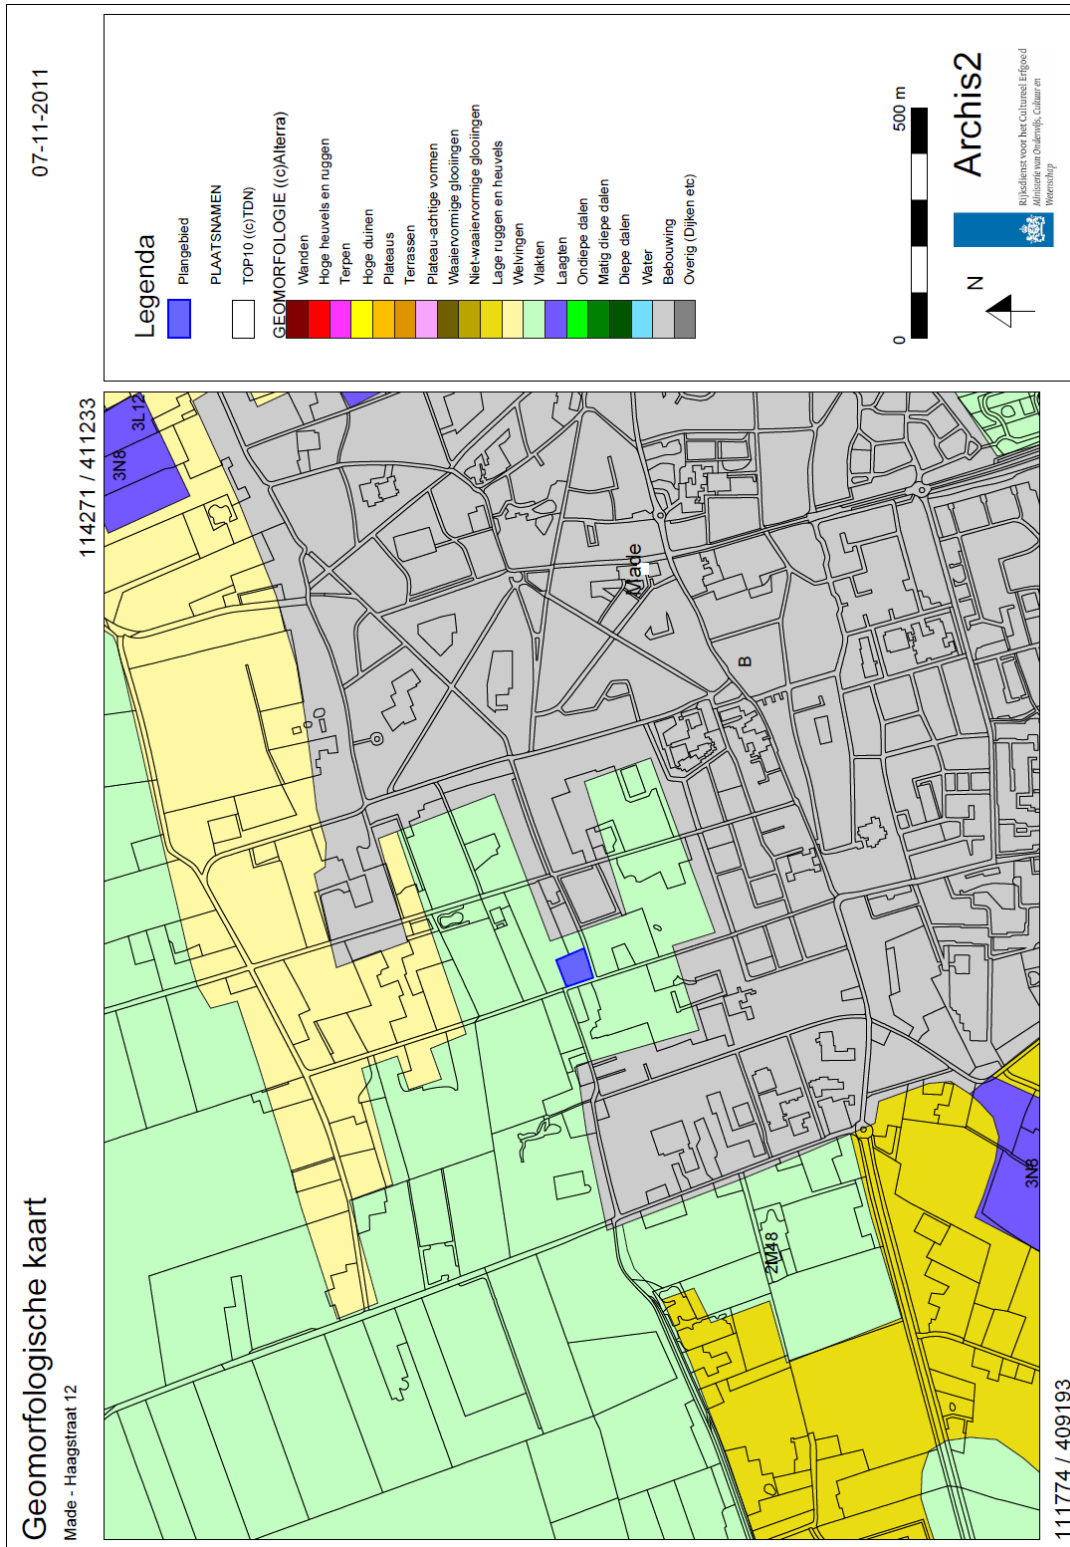 Geomorfologische kaart
07-11-2011
Made - Haagstraat 12
114271 / 411233
3N8
3L12
Made
B
2M48
3N8
111774 / 409193
Legenda
Plangebied
PLAATSNAMEN
TOP10 ((c)TDN)
GEOMORFOLOGIE ((c)Alterra)
Wanden
Hoge heuvels en ruggen
Terpen
Hoge duinen
Plateaus
Terrassen
Plateau-achtige vormen
Waaiervormige glooiingen
Niet-waaiervormige glooiingen
Lage ruggen en heuvels
Welvingen
Vlakten
Laagten
Ondiepe dalen
Matig diepe dalen
Diepe dalen
Water
Bebouwing
Overig (Dijken etc)
0
500 m
N
Archis2
Rijksdienst voor het Cultureel Erfgoed
Ministerie van Onderwijs, Cultuur en
Wetenschap